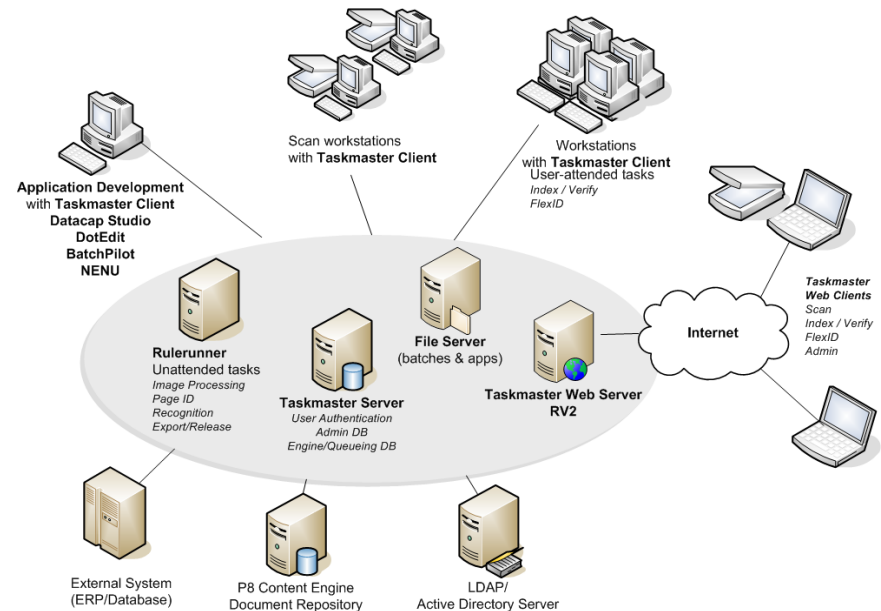 Scan workstations
with Taskmaster Client
Workstations
with Taskmaster Client
User-attended tasks
Index / Verify
FlexID
Application Development
with Taskmaster Client
Datacap Studio
DotEdit
BatchPilot
NENU
Taskmaster
Web Clients
Scan
Index / Verify
FlexID
Admin
Internet
File Server
(batches & apps)
Rulerunner
Unattended tasks
Image Processing
Page ID
Recognition
Export/Release
Taskmaster Server
User Authentication
Admin DB
Engine/Queueing DB
Taskmaster Web Server
RV2
External System
(ERP/Database)
P8 Content Engine
Document Repository
LDAP/
Active Directory Server